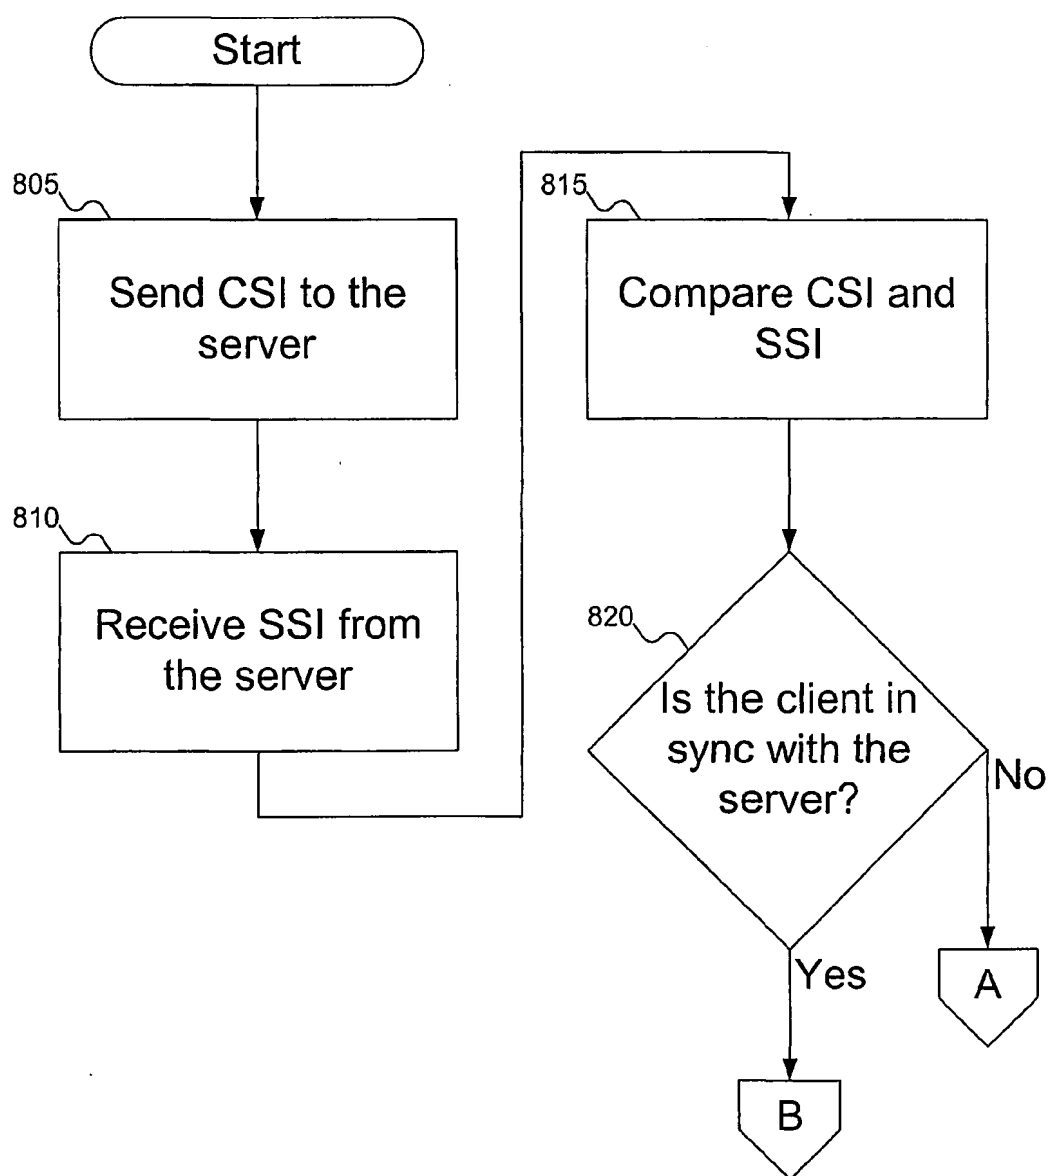 Start
805
Send CSI to the
server
810
Receive SSI from
the server
815
Compare CSI and
SSI
820
Is the client in
sync with the
server?
No
Yes
A
B